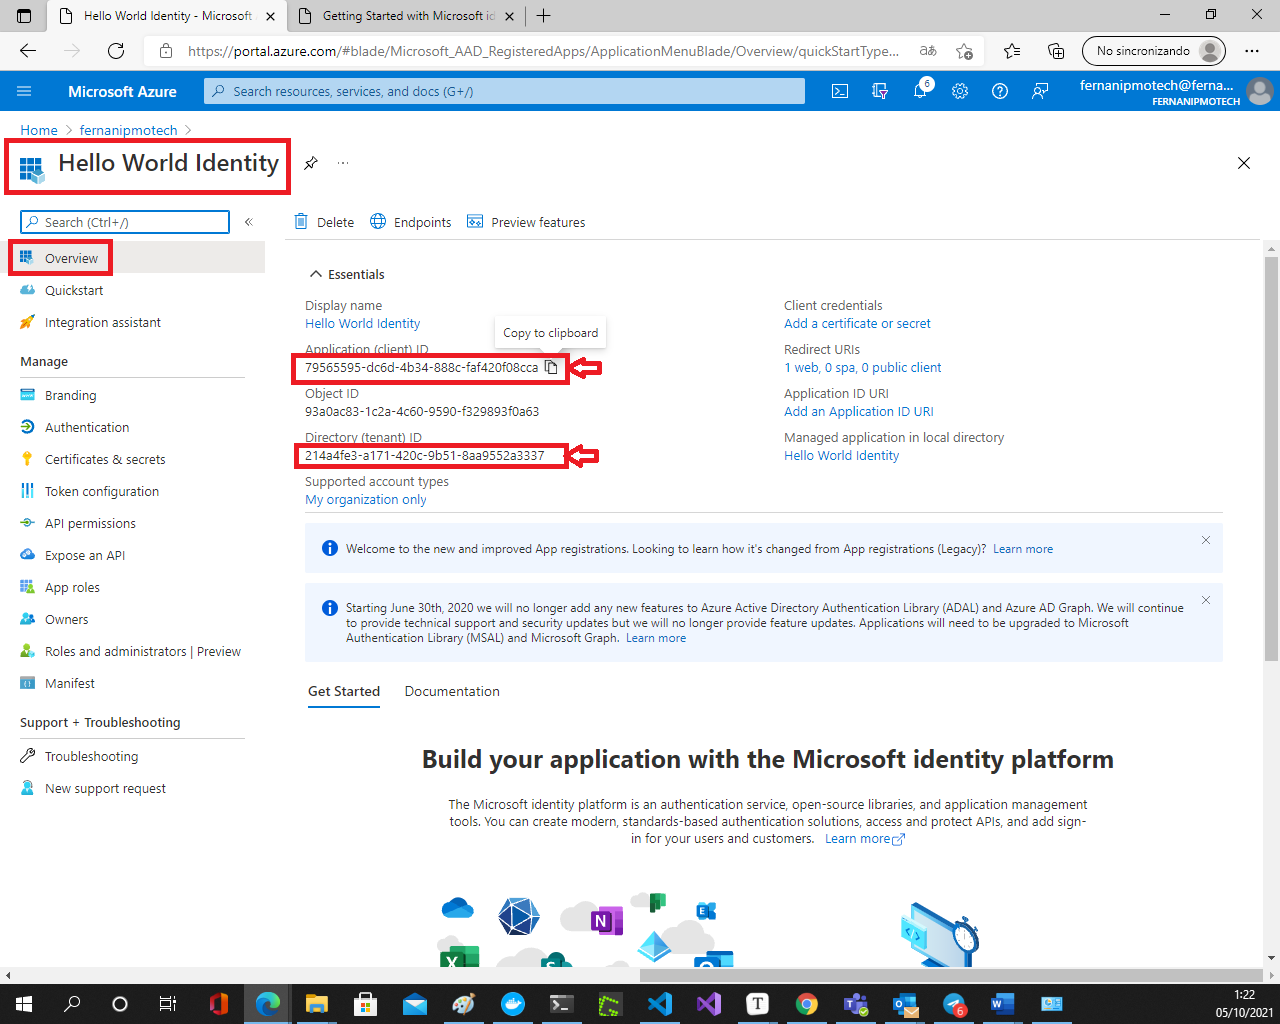 Hello World Identity - Microsoft
Getting Started with Microsoft id
https://portal.azure.com/#blade/Microsoft_AAD_RegisteredApps/ApplicationMenuBlade/Overview/quickStartType...
No sincronizando
Microsoft Azure
Search resources, services, and docs (G+/)
6
fernanipmotech@ferna...
FERNANIPMOTECH
Home > fernanipmotech >
Hello World Identity
Search (Ctrl+/)
Delete
Endpoints
Preview features
Overview
Quickstart
Integration assistant
Manage
Branding
Authentication
Certificates & secrets
Token configuration
API permissions
Expose an API
App roles
Owners
Roles and administrators | Preview
Manifest
Support + Troubleshooting
Troubleshooting
New support request
Essentials
Display name
Hello World Identity
Copy to clipboard
Application (client) ID
79565595-dc6d-4b34-888c-faf420f08cca
Object ID
93a0ac83-1c2a-4c60-9590-f329893f0a63
Directory (tenant) ID
214a4fe3-a171-420c-9b51-8aa9552a3337
Supported account types
My organization only
Client credentials
Add a certificate or secret
Redirect URIs
1 web, 0 spa, 0 public client
Application ID URI
Add an Application ID URI
Managed application in local directory
Hello World Identity
Welcome to the new and improved App registrations. Looking to learn how it's changed from App registrations (Legacy)? Learn more
Starting June 30th, 2020 we will no longer add any new features to Azure Active Directory Authentication Library (ADAL) and Azure AD Graph. We will continue
to provide technical support and security updates but we will no longer provide feature updates. Applications will need to be upgraded to Microsoft
Authentication Library (MSAL) and Microsoft Graph. Learn more
Get Started
Documentation
Build your application with the Microsoft identity platform
The Microsoft identity platform is an authentication service, open-source libraries, and application management
tools. You can create modern, standards-based authentication solutions, access and protect APIs, and add sign-
in for your users and customers. Learn more
1:22
05/10/2021